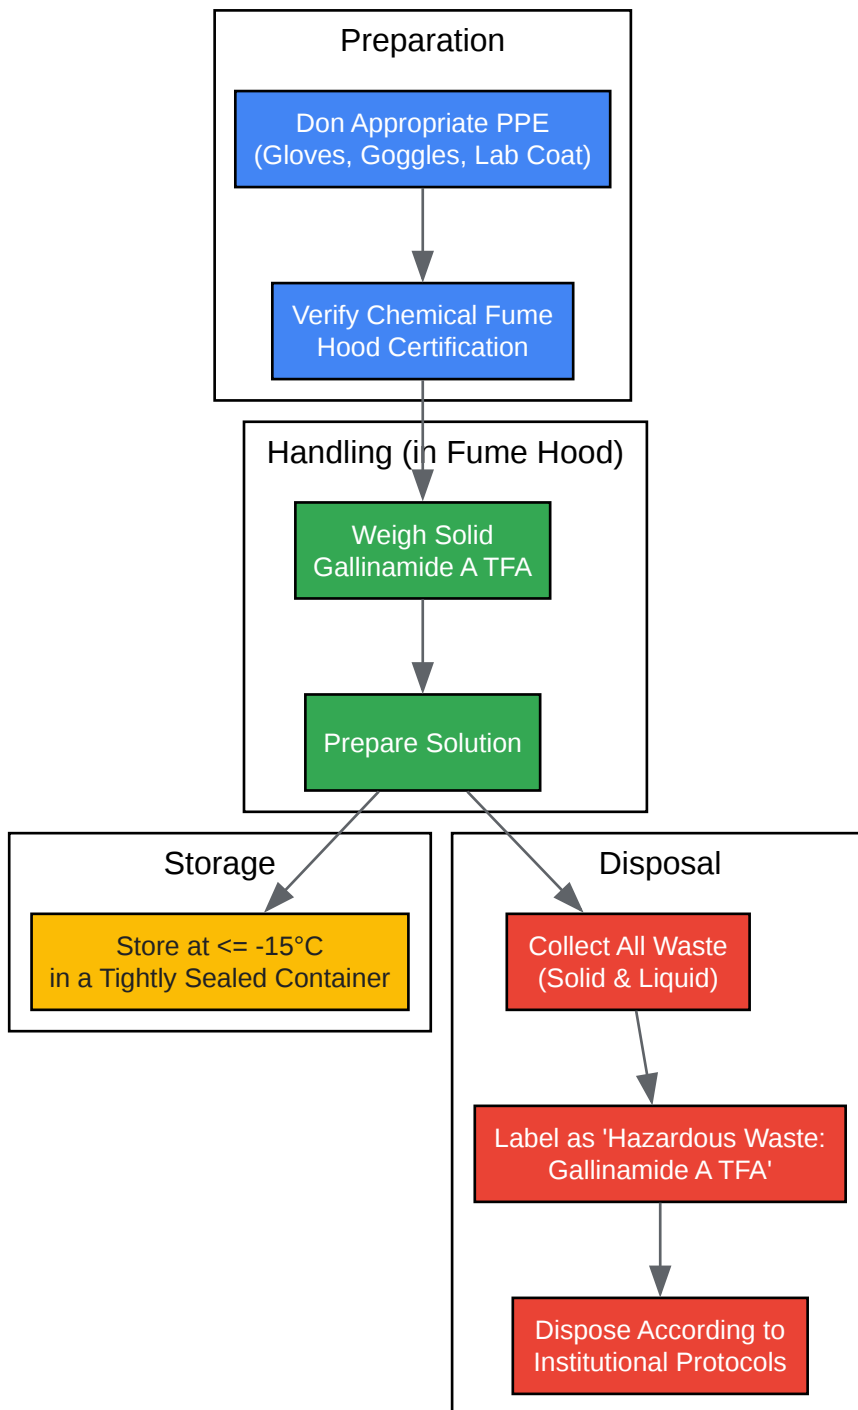 Preparation
Don Appropriate PPE
(Gloves, Goggles, Lab Coat)
Verify Chemical Fume
Hood Certification
Handling (in Fume Hood)
Weigh Solid
Gallinamide A TFA
Prepare Solution
Storage
Store at <= -15°C
in a Tightly Sealed Container
Disposal
Collect All Waste
(Solid & Liquid)
Label as 'Hazardous Waste:
Gallinamide A TFA'
Dispose According to
Institutional Protocols